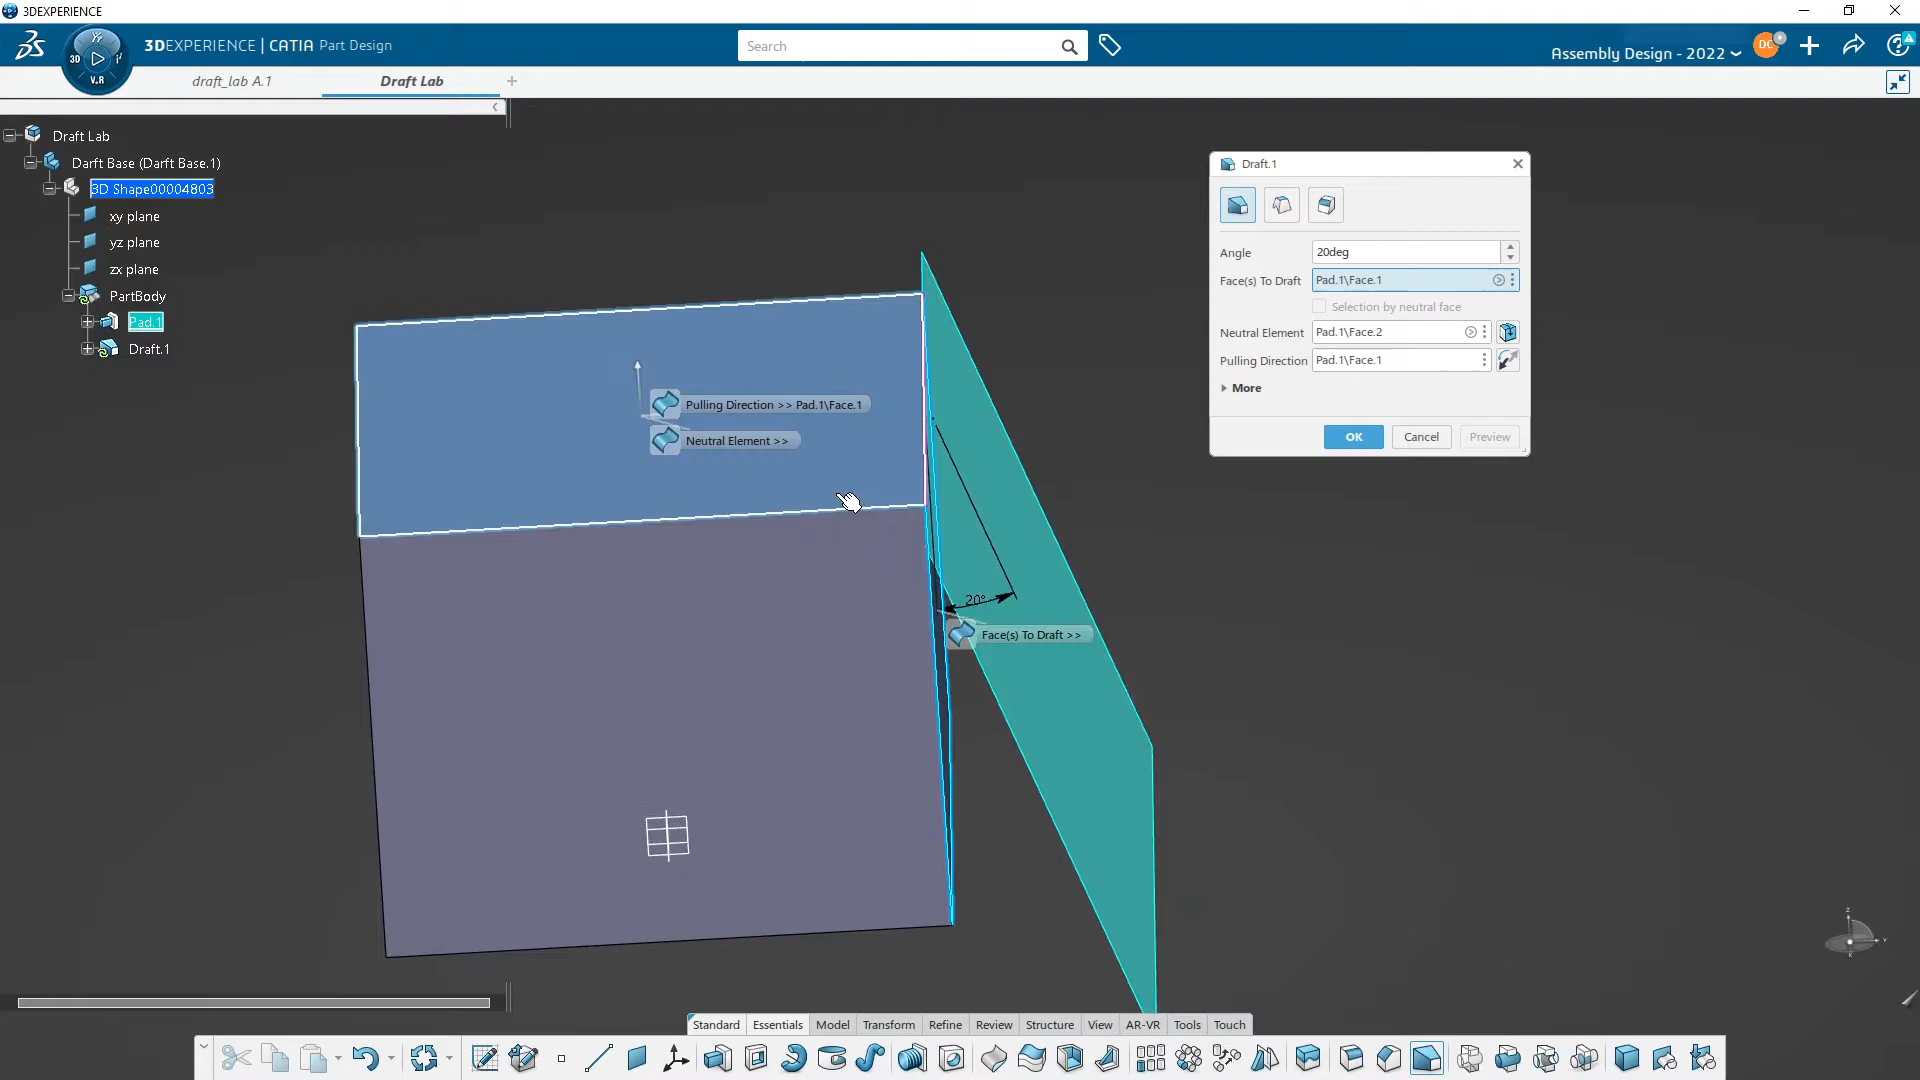 3DEXPERIENCE
3DEXPERIENCE | CATIA Part Design
3D
V.R
Search
Assembly Design - 2022
DC
draft_lab A.1
Draft Lab
Draft Lab
Darft Base (Darft Base.1)
3D Shape00004803
xy plane
yz plane
zx plane
PartBody
Pad.1
Draft.1
Pulling Direction >> Pad.1\Face.1
Neutral Element >>
20°
Face(s) To Draft >>
Draft.1
Angle 20deg
Face(s) To Draft Pad.1\Face.1
Selection by neutral face
Neutral Element Pad.1\Face.2
Pulling Direction Pad.1\Face.1
More
OK Cancel Preview
Standard Essentials Model Transform Refine Review Structure View AR-VR Tools Touch